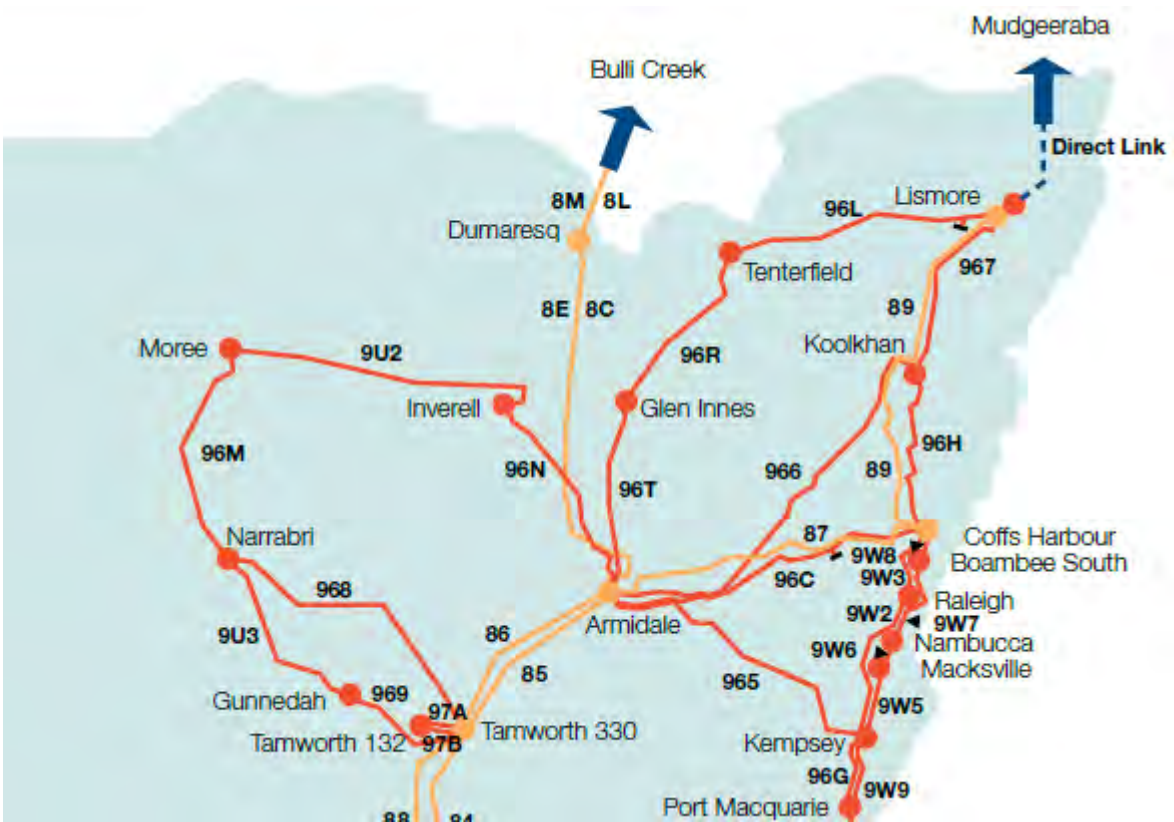 Mudgeeraba
Bulli Creek
Direct Link
8M 8L
Lismore
96L
Dumaresq
967
Tenterfield
8E 8C
89
Moree
9U2
Koolkhan
96R
Inverell
Glen Innes
96M
96H
96N
966
96T
89
Narrabri
87
Coffs Harbour
9W8
Boambee South
968
96C
9W3
Raleigh
Armidale
9W2
9W7
9U3
86
Nambucca
9W6
Macksville
85
965
Gunnedah
969
9W5
97A
Tamworth 330
Tamworth 132
97B
Kempsey
96G
9W9
Port Macquarie
88 84